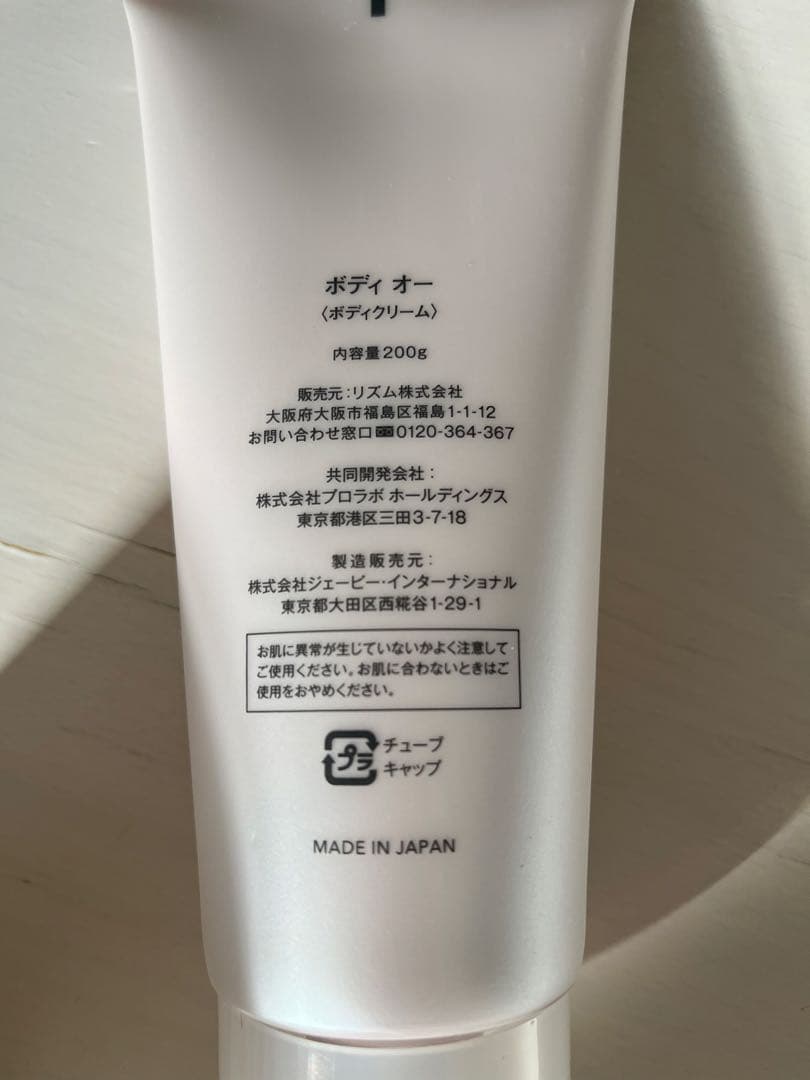 ボディ オー
〈ボディクリーム〉
内容量200g
販売元:リズム株式会社
大阪府大阪市福島区福島1-1-12
お問い合わせ窓口 0120-364-367
共同開発会社:
株式会社プロラボ ホールディングス
東京都港区三田3-7-18
製造販売元:
株式会社ジェービー・インターナショナル
東京都大田区西糀谷1-29-1
お肌に異常が生じていないかよく注意して
ご使用ください。お肌に合わないときはご
使用をおやめください。
プラ
チューブ
キャップ
MADE IN JAPAN